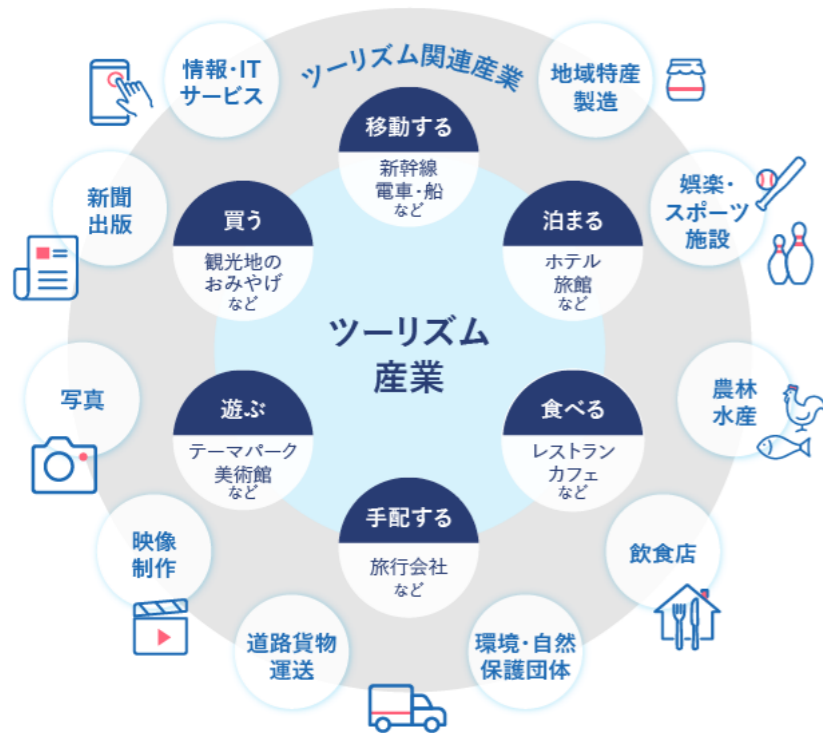 ツーリズム関連産業
情報・IT
サービス
地域特産
製造
新聞
出版
娯楽・
スポーツ
施設
移動する
新幹線
電車・船
など
買う
観光地の
おみやげ
など
泊まる
ホテル
旅館
など
ツーリズム
産業
写真
農林
水産
遊ぶ
テーマパーク
美術館
など
食べる
レストラン
カフェ
など
手配する
旅行会社
など
映像
制作
飲食店
道路貨物
運送
環境・自然
保護団体